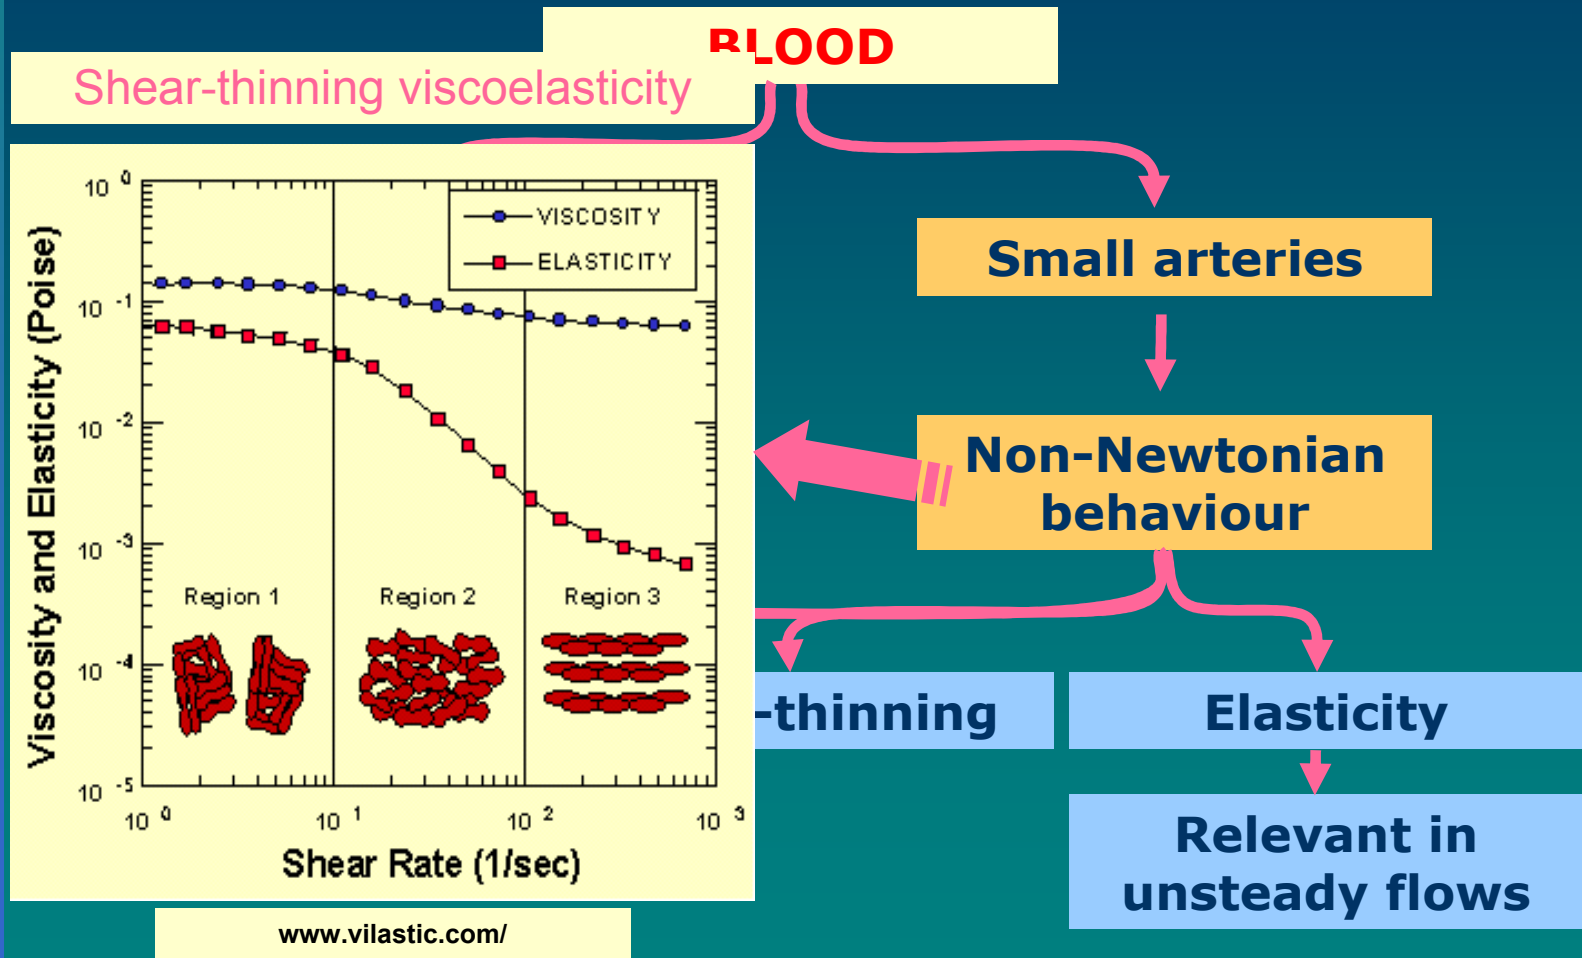 BLOOD
Shear-thinning viscoelasticity
Viscosity and Elasticity (Poise)
10 0
10 -1
10 -2
10 -3
10 -4
10 -5
VISCOSITY
ELASTICITY
Region 1
Region 2
Region 3
10 0
10 1
10 2
10 3
Shear Rate (1/sec)
www.vilastic.com/
Small arteries
Non-Newtonian
behaviour
-thinning
Elasticity
Relevant in
unsteady flows